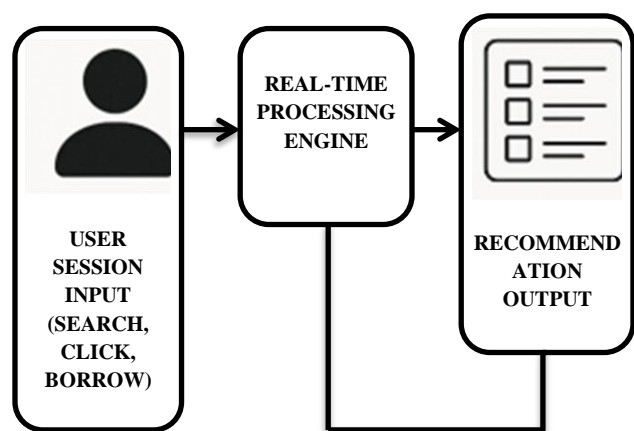 USER
SESSION
INPUT
(SEARCH,
CLICK,
BORROW)
REAL-TIME
PROCESSING
ENGINE
RECOMMEND
ATION
OUTPUT